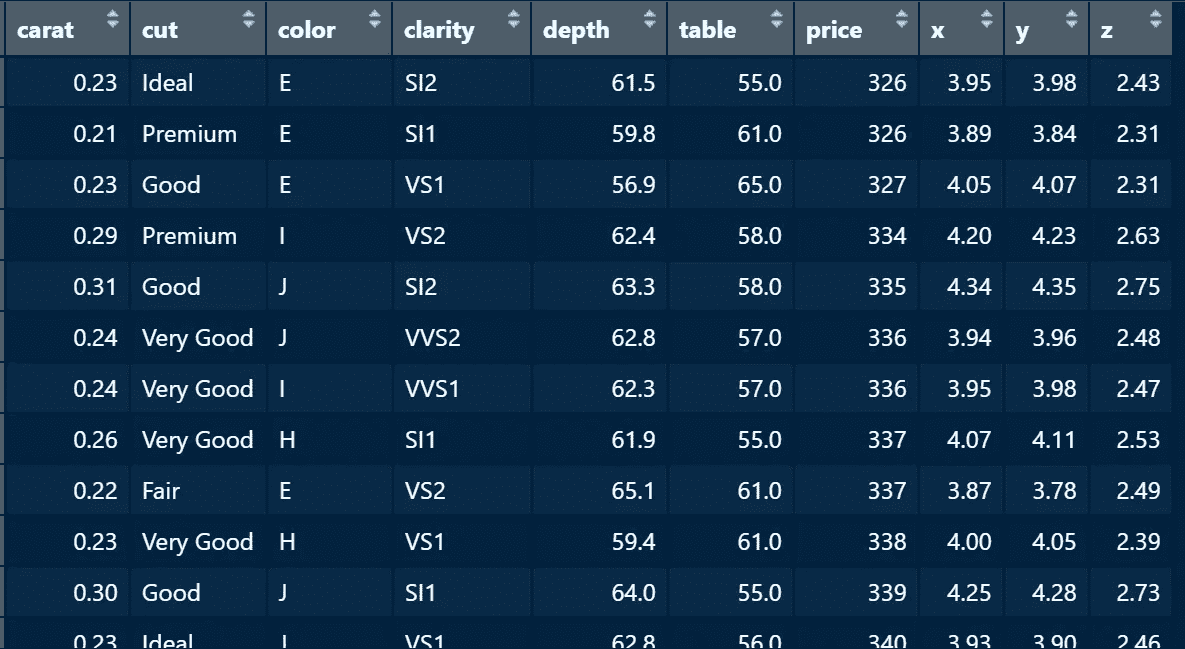 carat cut color clarity depth table price x y z
0.23 Ideal E SI2 61.5 55.0 326 3.95 3.98 2.43
0.21 Premium E SI1 59.8 61.0 326 3.89 3.84 2.31
0.23 Good E VS1 56.9 65.0 327 4.05 4.07 2.31
0.29 Premium I VS2 62.4 58.0 334 4.20 4.23 2.63
0.31 Good J SI2 63.3 58.0 335 4.34 4.35 2.75
0.24 Very Good J VVS2 62.8 57.0 336 3.94 3.96 2.48
0.24 Very Good I VVS1 62.3 57.0 336 3.95 3.98 2.47
0.26 Very Good H SI1 61.9 55.0 337 4.07 4.11 2.53
0.22 Fair E VS2 65.1 61.0 337 3.87 3.78 2.49
0.23 Very Good H VS1 59.4 61.0 338 4.00 4.05 2.39
0.30 Good J SI1 64.0 55.0 339 4.25 4.28 2.73
0.23 Ideal VS1 62.8 56.0 340 3.93 3.90 2.46